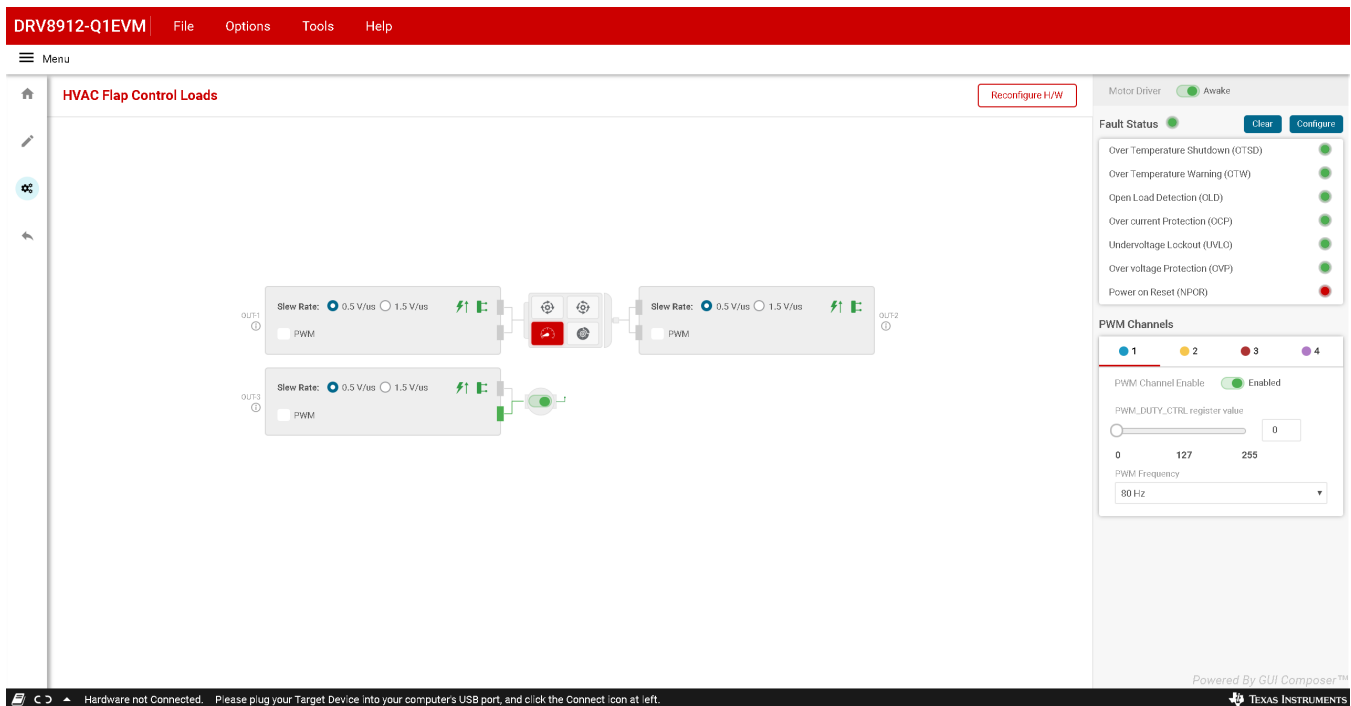 DRV8912-Q1EVM File Options Tools Help
Menu
HVAC Flap Control Loads
Reconfigure H/W
OUT-1
Slew Rate: 0.5 V/us 1.5 V/us
PWM
Slew Rate: 0.5 V/us 1.5 V/us
PWM
OUT-2
OUT-3
Slew Rate: 0.5 V/us 1.5 V/us
PWM
Motor Driver Awake
Fault Status Clear Configure
Over Temperature Shutdown (OTSD)
Over Temperature Warning (OTW)
Open Load Detection (OLD)
Over current Protection (OCP)
Undervoltage Lockout (UVLO)
Over voltage Protection (OVP)
Power on Reset (NPOR)
PWM Channels
1 2 3 4
PWM Channel Enable Enabled
PWM_DUTY_CTRL register value
0
0 127 255
PWM Frequency
80 Hz
Powered By GUI Composer™
Hardware not Connected. Please plug your Target Device into your computer's USB port, and click the Connect icon at left.
TEXAS INSTRUMENTS